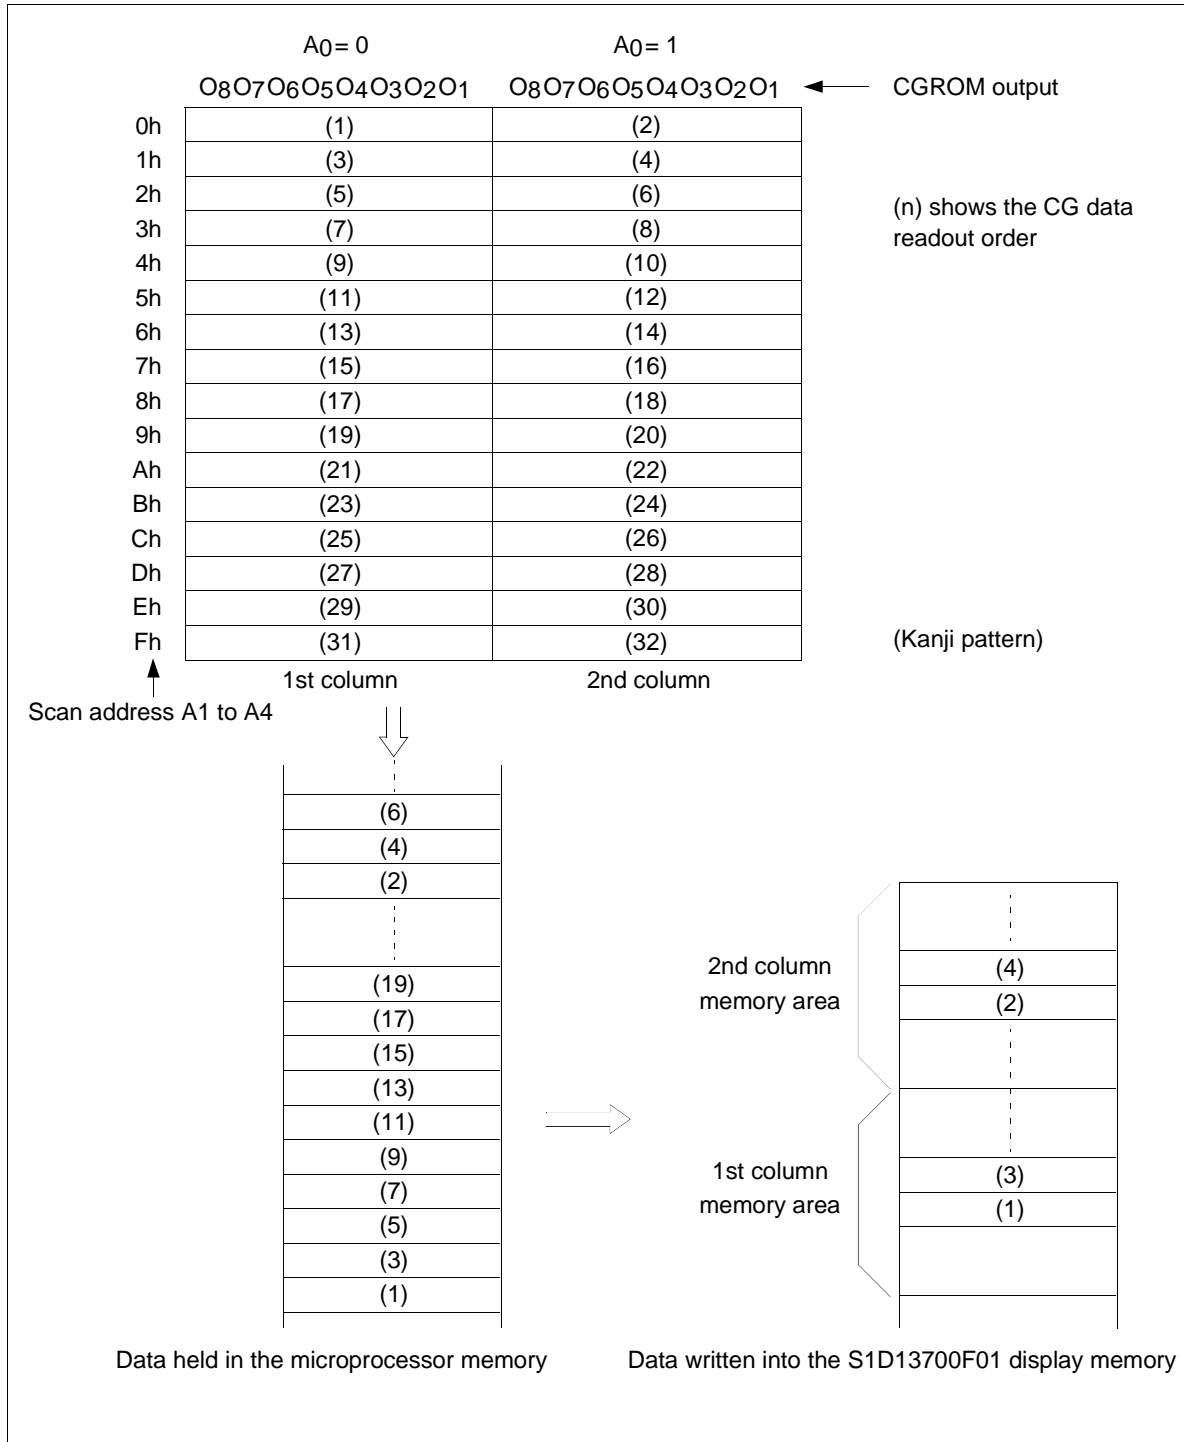 A0= 0 A0= 1
O8O7O6O5O4O3O2O1 O8O7O6O5O4O3O2O1 CGROM output
0h (1) (2)
1h (3) (4)
2h (5) (6)
(n) shows the CG data
readout order
3h (7) (8)
4h (9) (10)
5h (11) (12)
6h (13) (14)
7h (15) (16)
8h (17) (18)
9h (19) (20)
Ah (21) (22)
Bh (23) (24)
Ch (25) (26)
Dh (27) (28)
Eh (29) (30)
Fh (31) (32) (Kanji pattern)
1st column 2nd column
Scan address A1 to A4
(6)
(4)
(2)
(19)
(17)
(15)
(13)
(11)
(9)
(7)
(5)
(3)
(1)
Data held in the microprocessor memory
2nd column
memory area
(4)
(2)
1st column
memory area
(3)
(1)
Data written into the S1D13700F01 display memory